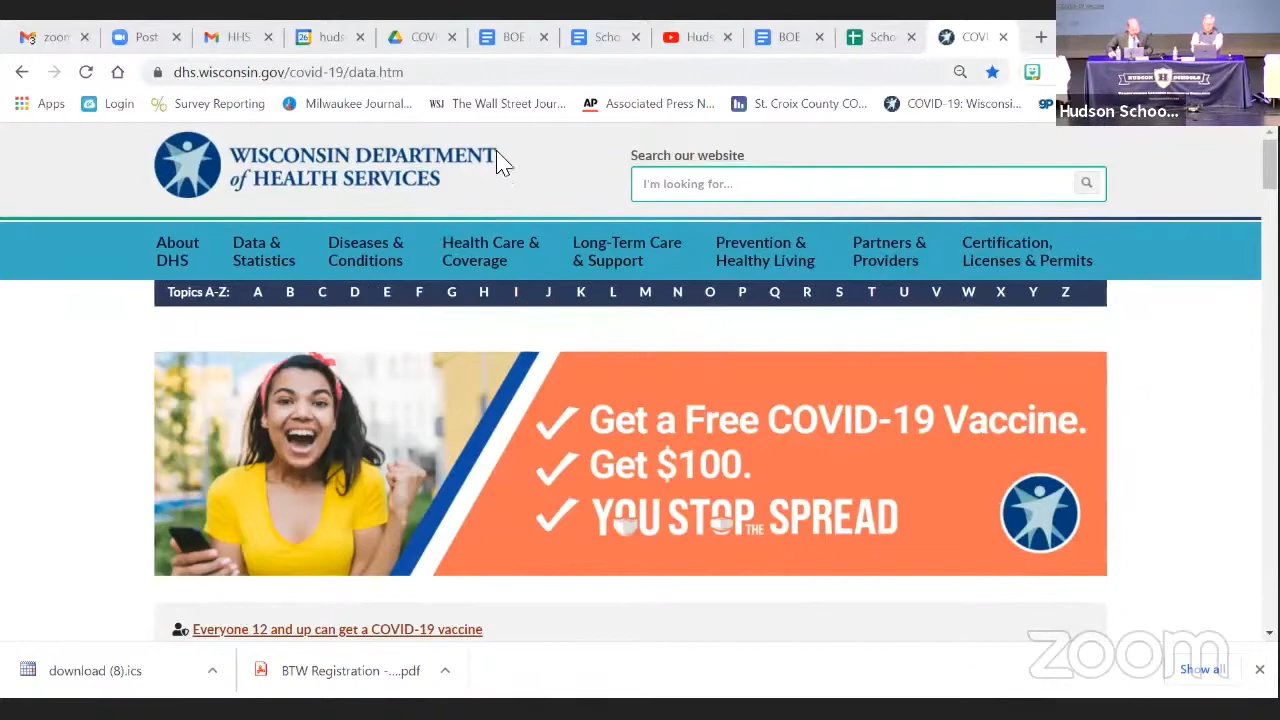 zoon
Post
HHS
26
huds
COVI
BOE
Scho
Huds
BOE
Scho
COVI
dhs.wisconsin.gov/covid-19/data.htm
Apps
Login
Survey Reporting
Milwaukee Journal...
WSJ
The Wall Street Jour...
AP
Associated Press N...
St. Croix County CO...
COVID-19: Wisconsi...
HUDSON SCHOOLS
Hudson Schoo...
WISCONSIN DEPARTMENT
of HEALTH SERVICES
Search our website
I'm looking for...
About
DHS
Data &
Statistics
Diseases &
Conditions
Health Care &
Coverage
Long-Term Care
& Support
Prevention &
Healthy Living
Partners &
Providers
Certification,
Licenses & Permits
Topics A-Z: A B C D E F G H I J K L M N O P Q R S T U V W X Y Z
Get a Free COVID-19 Vaccine.
Get $100.
YOU STOP THE SPREAD
Everyone 12 and up can get a COVID-19 vaccine
download (8).ics
BTW Registration -....pdf
Show all
zoom